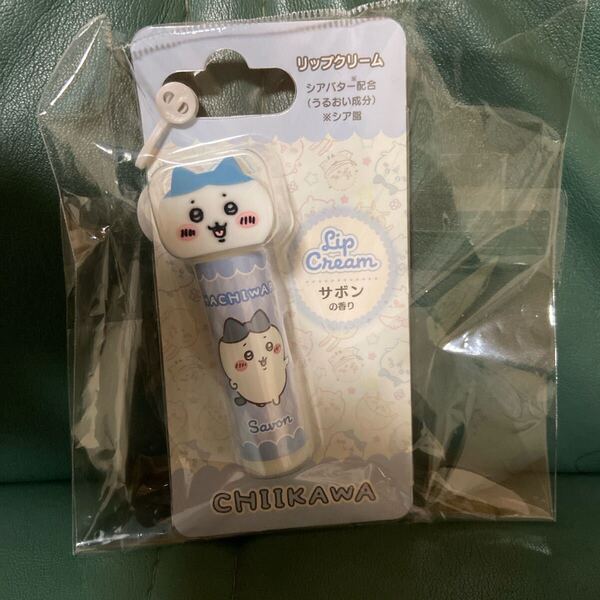 リップクリーム
シアバター※配合
(うるおい成分)
※シア脂
Lip
Cream
サボン
の香り
HACHIWAR
Savon
CHIIKAWA